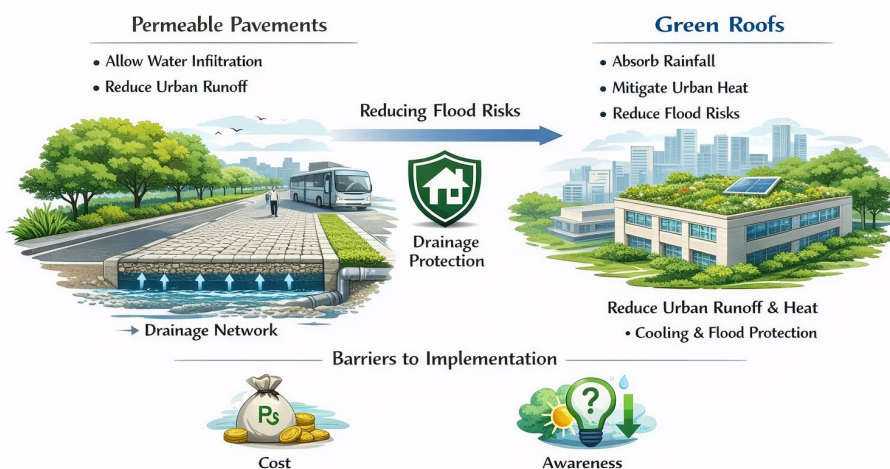 Permeable Pavements
• Allow Water Infiltration
• Reduce Urban Runoff
Green Roofs
• Absorb Rainfall
• Mitigate Urban Heat
• Reduce Flood Risks
Reducing Flood Risks
Drainage
Protection
→ Drainage Network
Reduce Urban Runoff & Heat
• Cooling & Flood Protection
Barriers to Implementation
Ps
?
Cost
Awareness